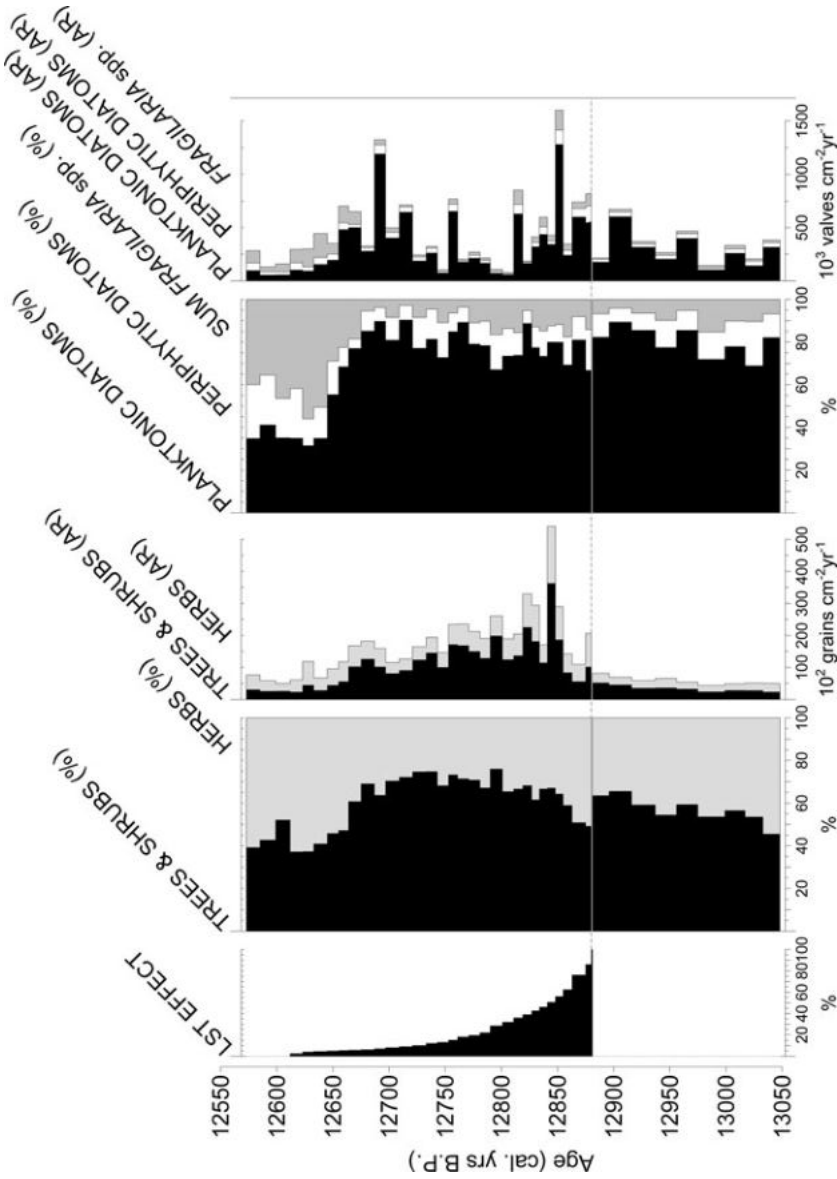 LST EFFECT
TREES & SHRUBS (%)
HERBS (%)
TREES & SHRUBS (AR)
HERBS (AR)
PLANKTONIC DIATOMS (%)
PERIPHYTIC DIATOMS (%)
SUM FRAGILARIA spp. (%)
PLANKTONIC DIATOMS (AR)
PERIPHYTIC DIATOMS (AR)
FRAGILARIA spp. (AR)
12550
12600
12650
12700
12750
12800
12850
12900
12950
13000
13050
Age (cal. yrs B.P.)
20 40 60 80 100
%
20 40 60 80 100
%
100 200 300 400 500
10² grains cm⁻²yr⁻¹
20 40 60 80 100
%
500 1000 1500
10³ valves cm⁻²yr⁻¹